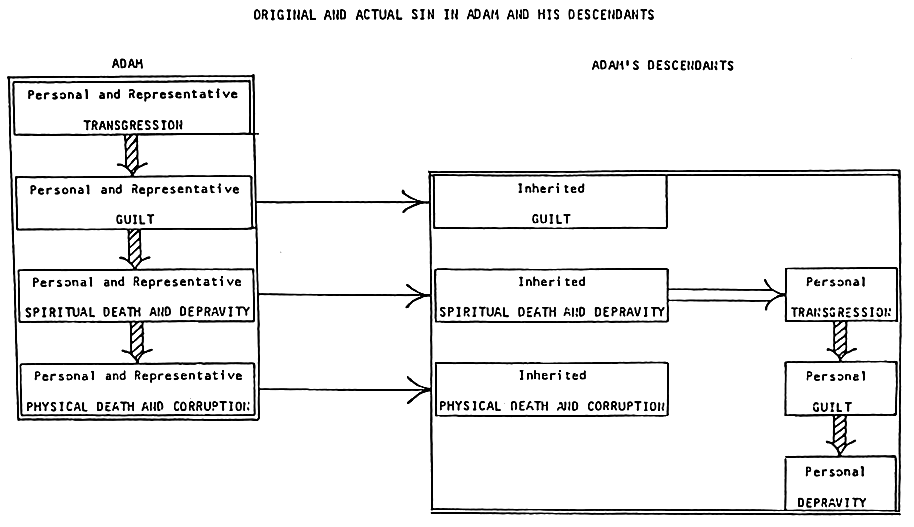 ORIGINAL AND ACTUAL SIN IN ADAM AND HIS DESCENDANTS
ADAM
ADAM'S DESCENDANTS
Personal and Representative
TRANSGRESSION
Personal and Representative
GUILT
Personal and Representative
SPIRITUAL DEATH AND DEPRAVITY
Personal and Representative
PHYSICAL DEATH AND CORRUPTION
Inherited
GUILT
Inherited
SPIRITUAL DEATH AND DEPRAVITY
Inherited
PHYSICAL DEATH AND CORRUPTION
Personal
TRANSGRESSION
Personal
GUILT
Personal
DEPRAVITY